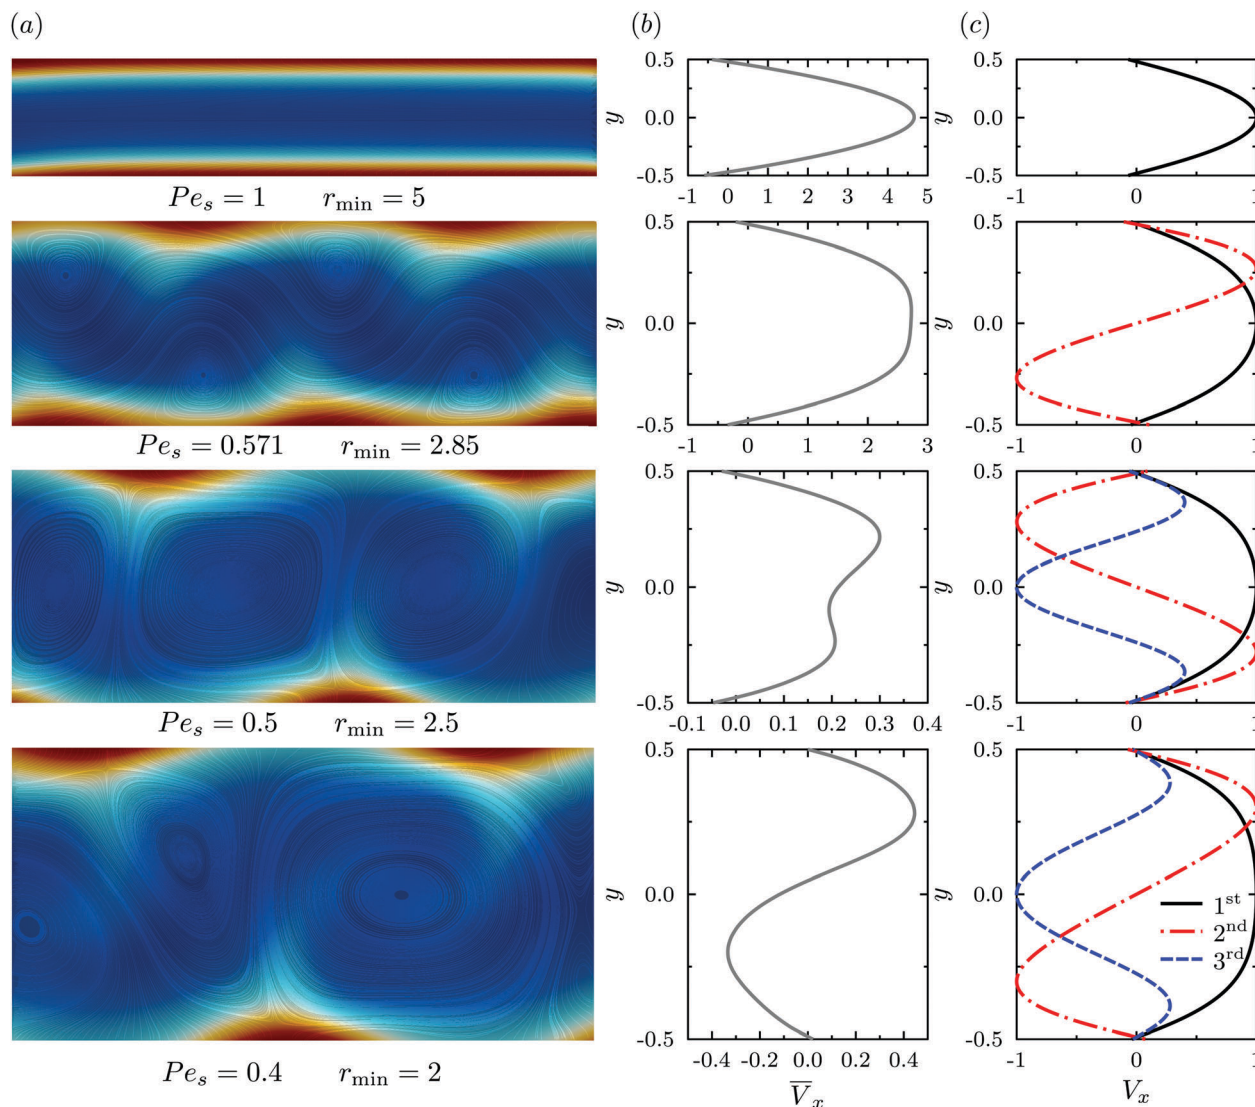 (a) (b) (c)
0.5 0.5
y 0.0 y 0.0
-0.5 -0.5
-1 0 1 2 3 4 5 -1 0 1
Pe_s = 1 r_min = 5
0.5 0.5
y 0.0 y 0.0
-0.5 -0.5
-1 0 1 2 3 -1 0 1
Pe_s = 0.571 r_min = 2.85
0.5 0.5
y 0.0 y 0.0
-0.5 -0.5
-0.1 0.0 0.1 0.2 0.3 0.4 -1 0 1
Pe_s = 0.5 r_min = 2.5
0.5 0.5
y 0.0 y 0.0
1st
2nd
3rd
-0.5 -0.5
-0.4 -0.2 0.0 0.2 0.4 -1 0 1
Pe_s = 0.4 r_min = 2
V̅_x V_x